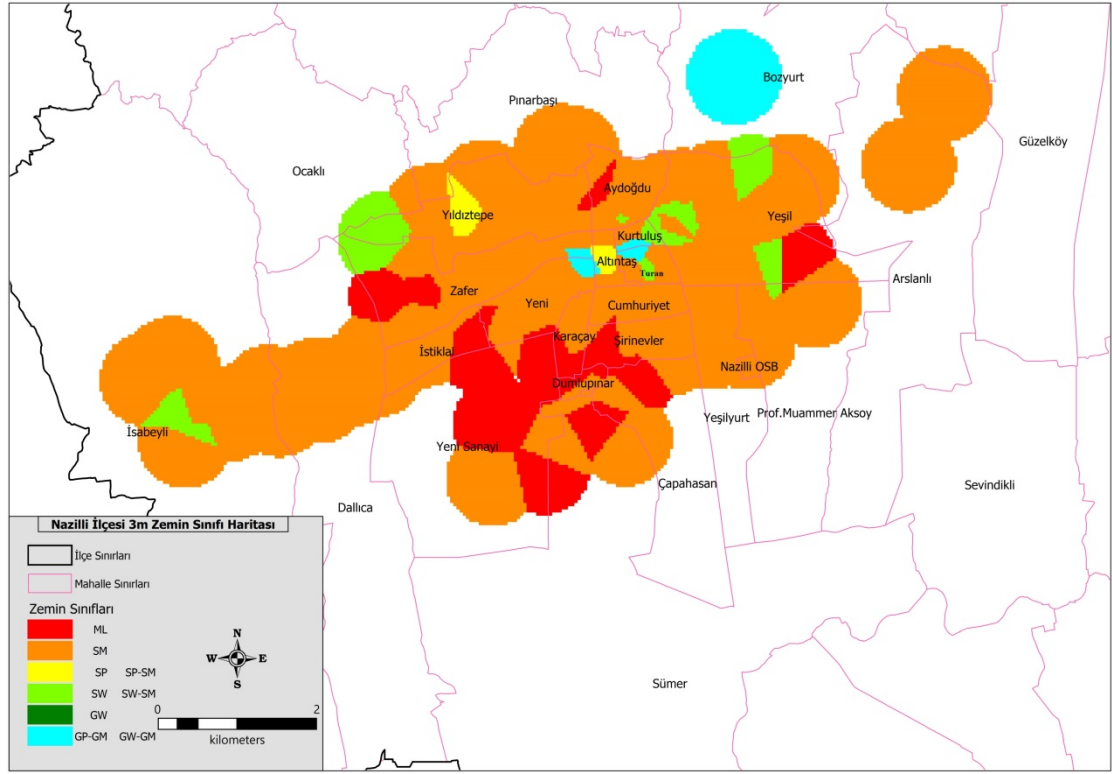 Bozyurt
Pınarbaşı
Güzelköy
Ocaklı
Aydoğdu
Yıldıztepe
Yeşil
Kurtuluş
Altıntaş
Turan
Arslanlı
Zafer
Yeni
Cumhuriyet
Karaçay
Şirinevler
İstiklal
Nazilli OSB
Dumlupınar
Yeşilyurt
Prof.Muammer Aksoy
İsabeyli
Yeni Sanayi
Çapahasan
Sevindikli
Dallıca
Sümer
Nazilli İlçesi 3m Zemin Sınıfı Haritası
İlçe Sınırları
Mahalle Sınırları
Zemin Sınıfları
ML
SM
SP SP-SM
SW SW-SM
GW
GP-GM GW-GM
N
W E
S
0 2
kilometers